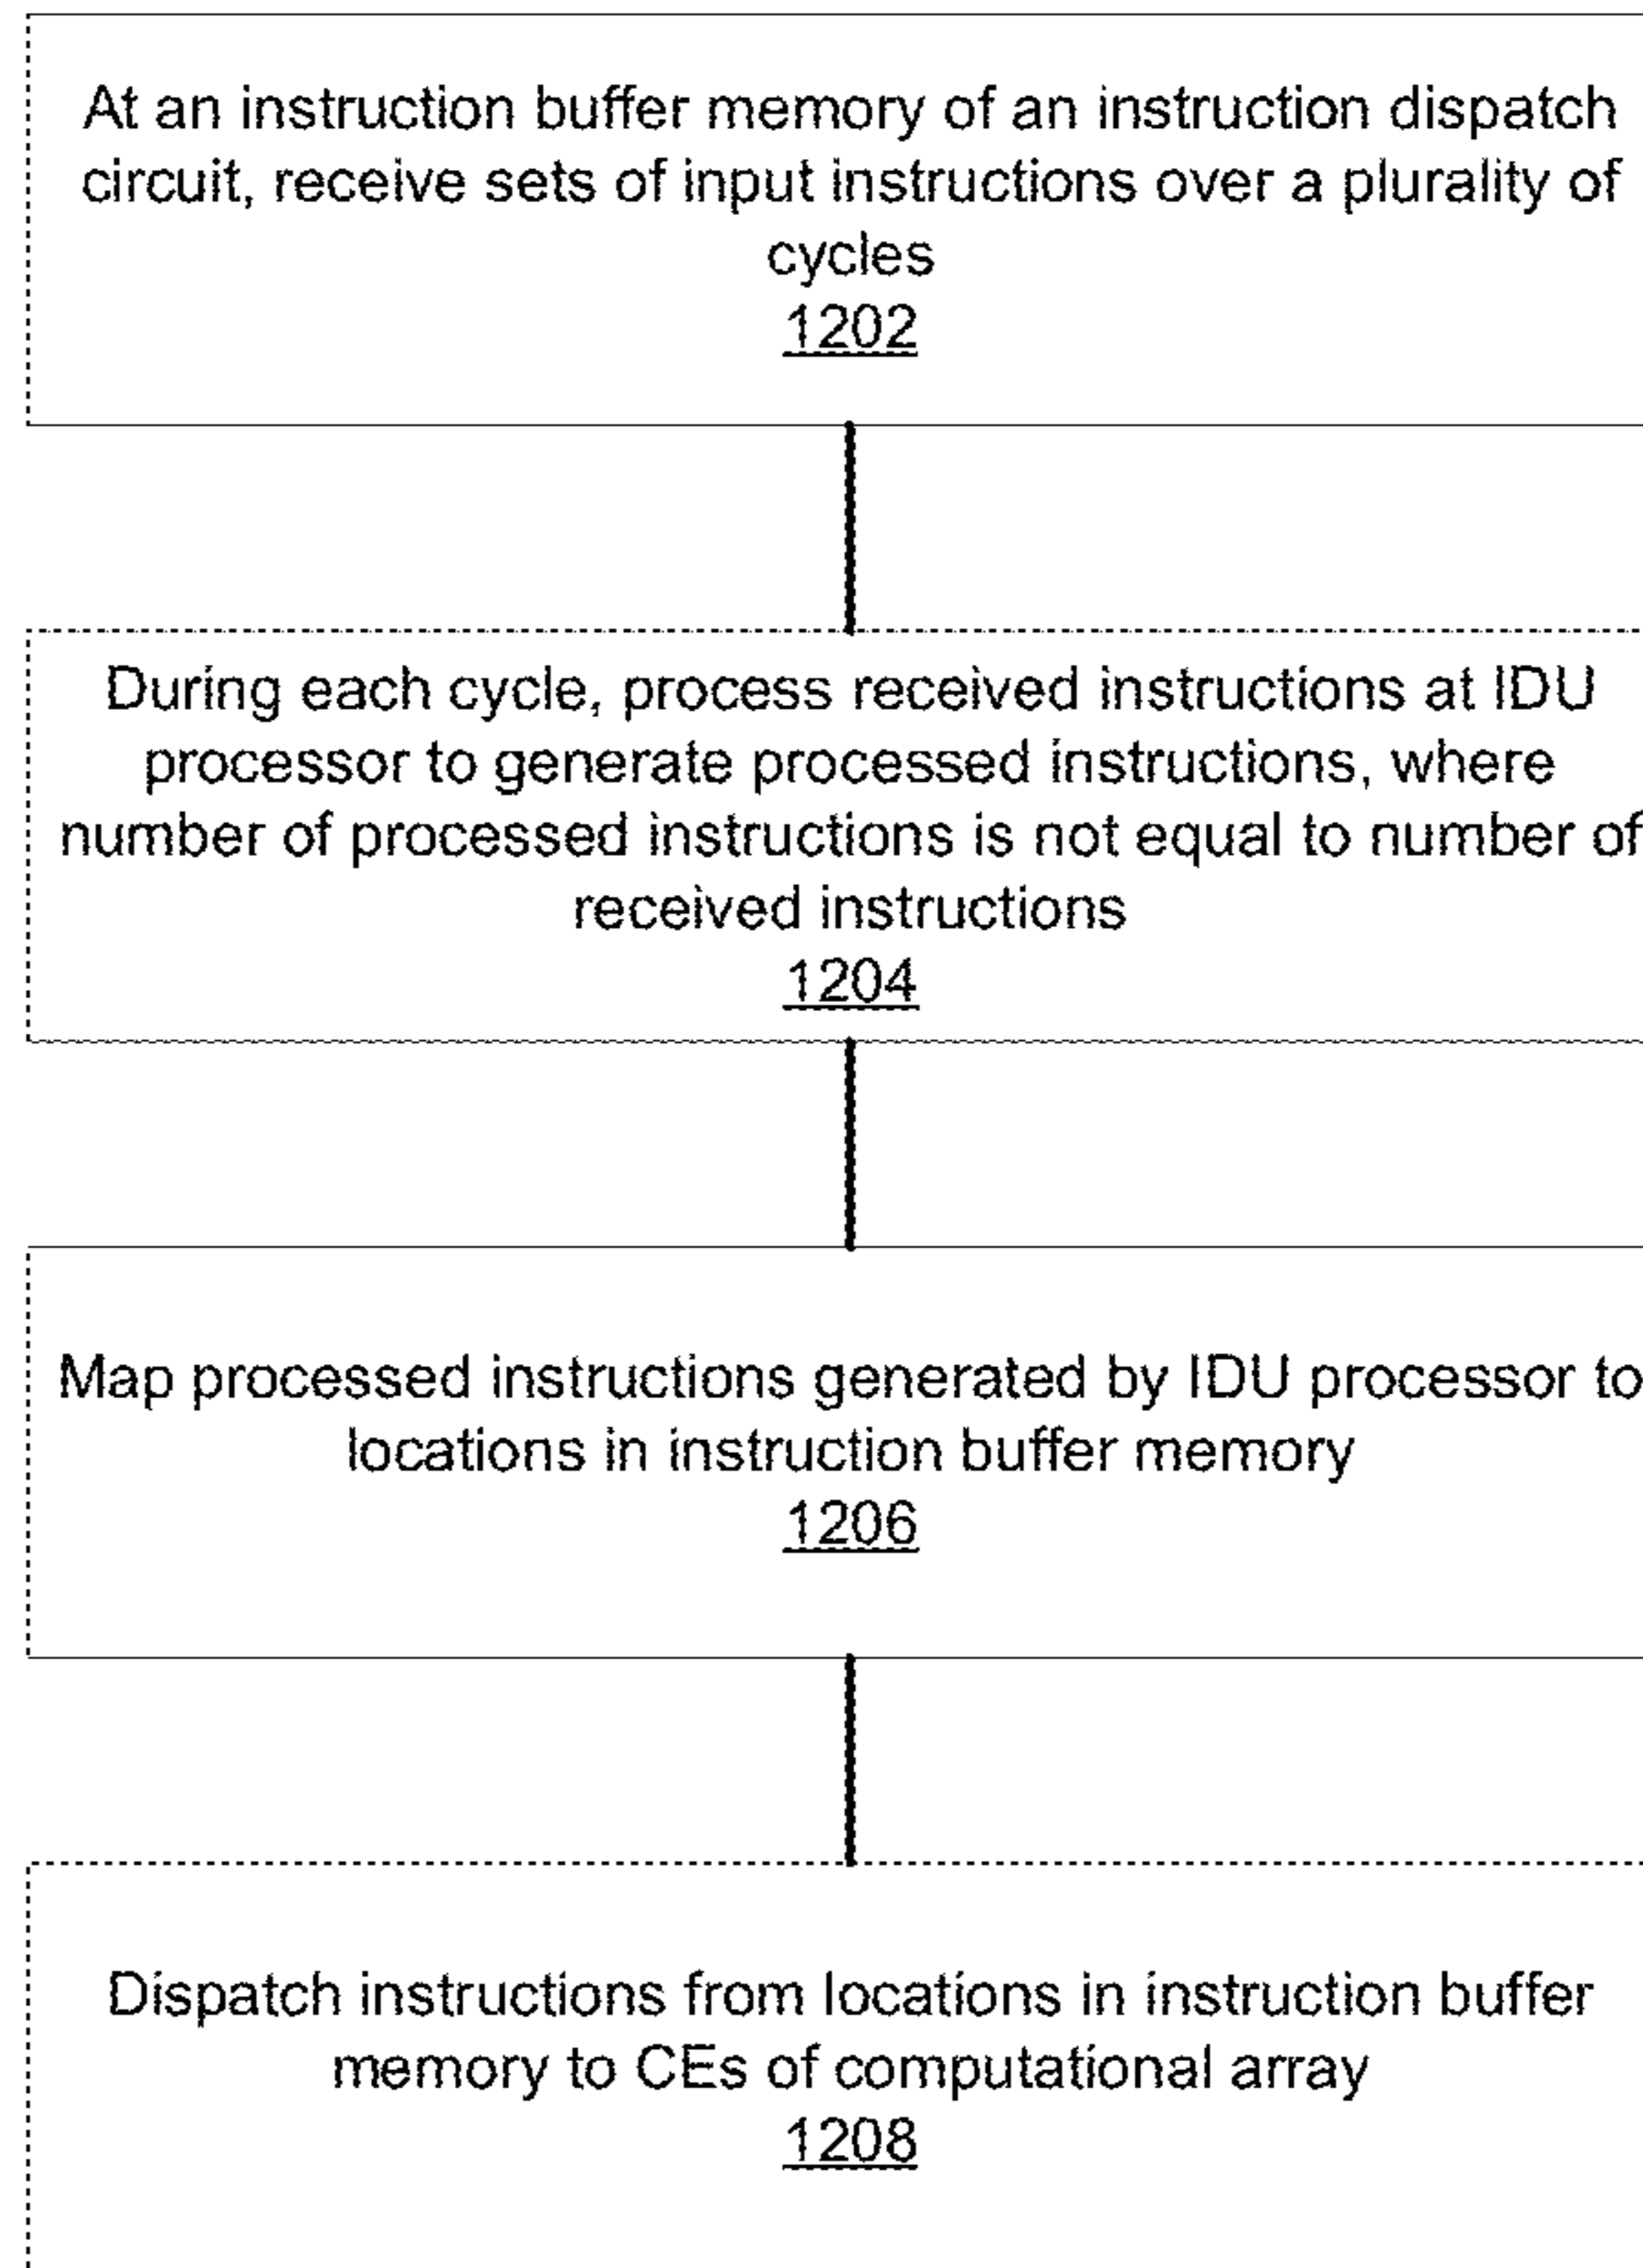 At an instruction buffer memory of an instruction dispatch
circuit, receive sets of input instructions over a plurality of
cycles
1202
During each cycle, process received instructions at IDU
processor to generate processed instructions, where
number of processed instructions is not equal to number of
received instructions
1204
Map processed instructions generated by IDU processor to
locations in instruction buffer memory
1206
Dispatch instructions from locations in instruction buffer
memory to CEs of computational array
1208